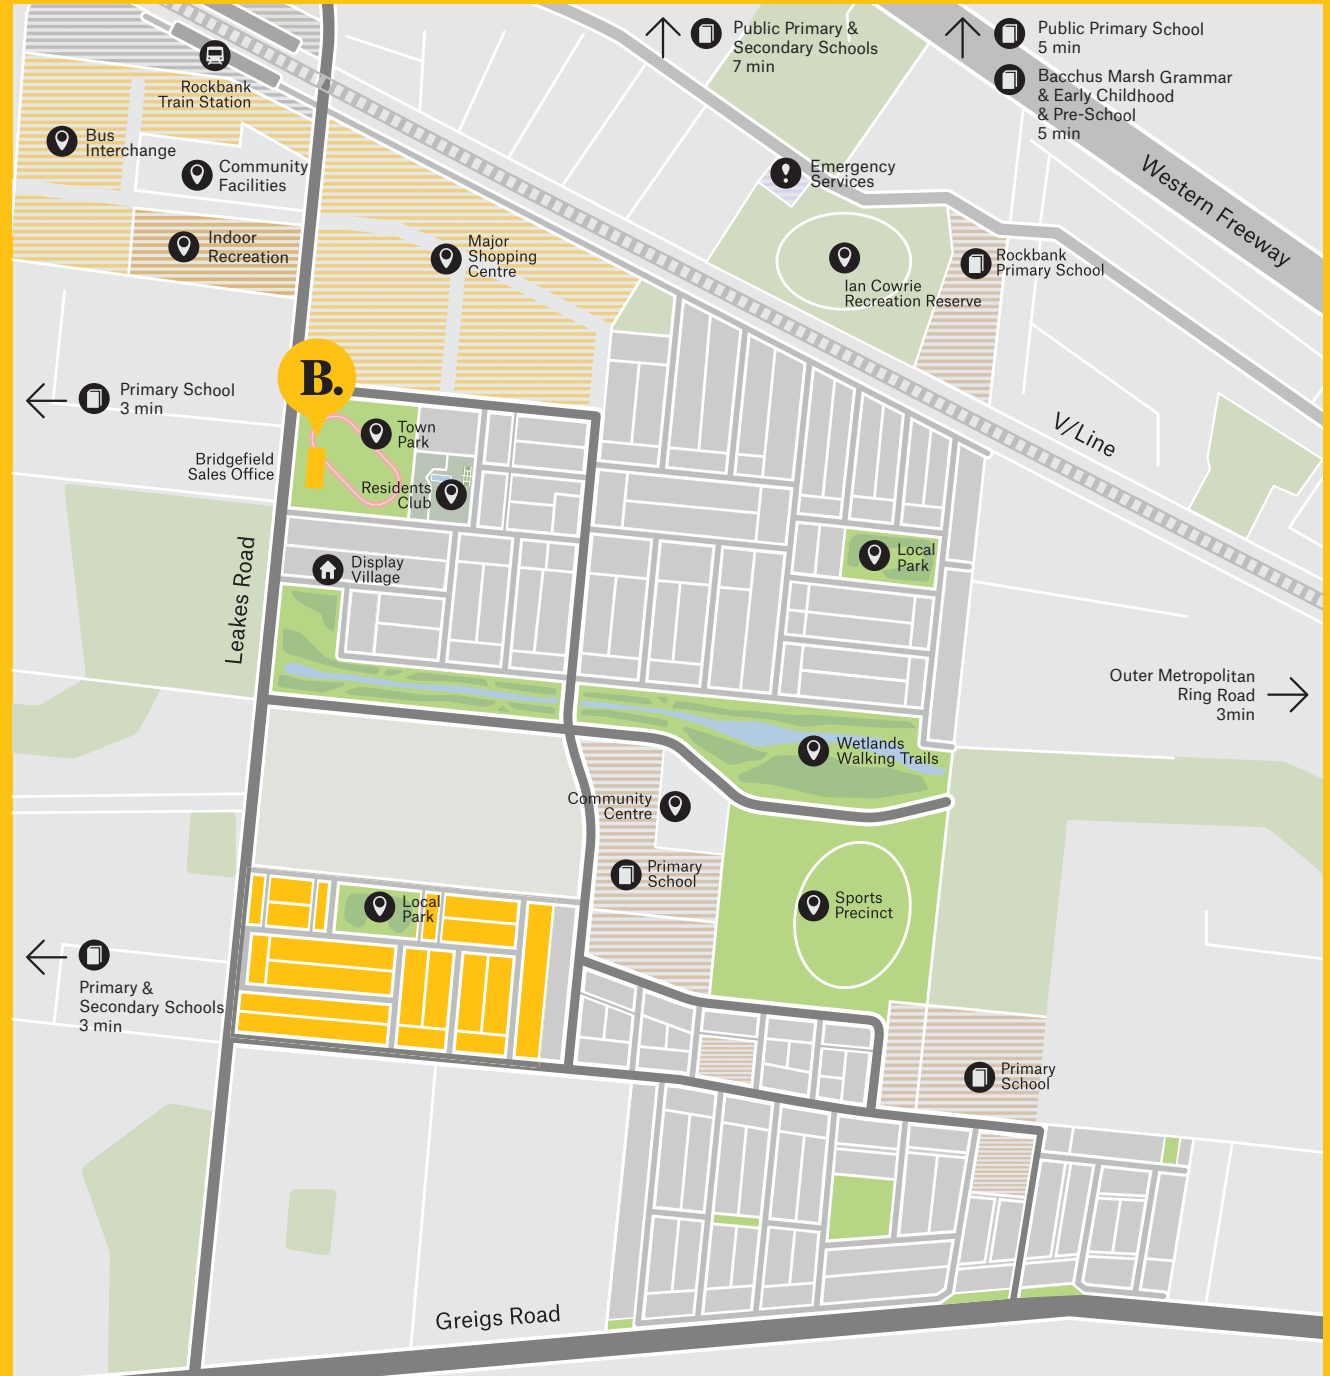 Public Primary &
Secondary Schools
7 min
Public Primary School
5 min
Bacchus Marsh Grammar
& Early Childhood
& Pre-School
5 min
Rockbank
Train Station
Bus
Interchange
Community
Facilities
Emergency
Services
Western Freeway
Indoor
Recreation
Major
Shopping
Centre
Ian Cowrie
Recreation Reserve
Rockbank
Primary School
Primary School
3 min
B.
Town
Park
V/Line
Bridgefield
Sales Office
Residents
Club
Display
Village
Local
Park
Leakes Road
Outer Metropolitan
Ring Road
3min
Wetlands
Walking Trails
Community
Centre
Primary
School
Sports
Precinct
Local
Park
Primary &
Secondary Schools
3 min
Primary
School
Greigs Road